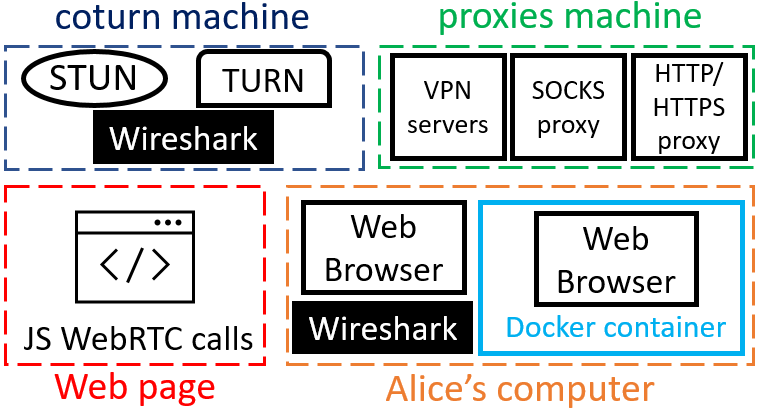 coturn machine
STUN
TURN
Wireshark
proxies machine
VPN
servers
SOCKS
proxy
HTTP/
HTTPS
proxy
</>
JS WebRTC calls
Web page
Web
Browser
Wireshark
Web
Browser
Docker container
Alice's computer